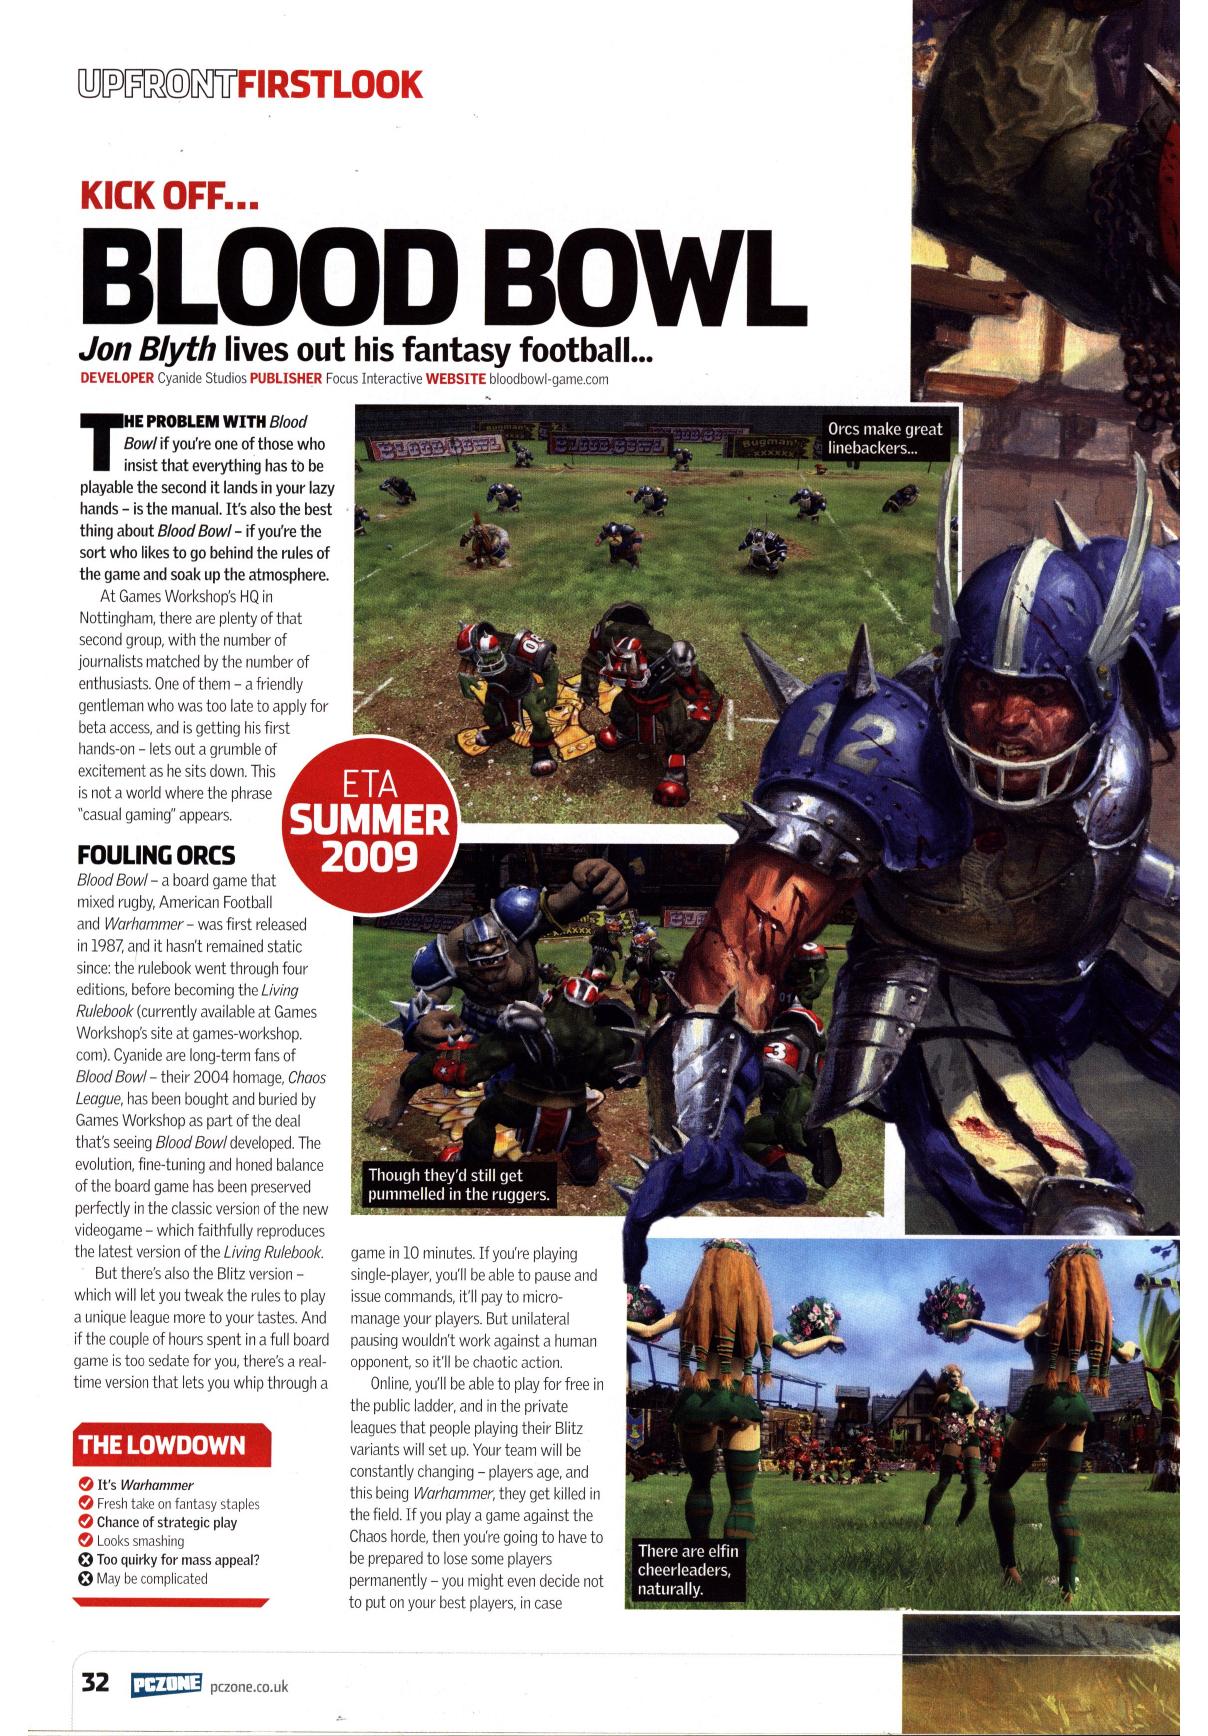 UPFRONTFIRSTLOOK
KICK OFF...
BLOOD BOWL
Jon Blyth lives out his fantasy football...
DEVELOPER Cyanide Studios PUBLISHER Focus Interactive WEBSITE bloodbowl-game.com
THE PROBLEM WITH Blood
Bowl if you're one of those who
insist that everything has to be
playable the second it lands in your lazy
hands – is the manual. It's also the best
thing about Blood Bowl – if you're the
sort who likes to go behind the rules of
the game and soak up the atmosphere.
At Games Workshop's HQ in
Nottingham, there are plenty of that
second group, with the number of
journalists matched by the number of
enthusiasts. One of them – a friendly
gentleman who was too late to apply for
beta access, and is getting his first
hands-on – lets out a grumble of
excitement as he sits down. This
is not a world where the phrase
"casual gaming" appears.
FOULING ORCS
Blood Bowl – a board game that
mixed rugby, American Football
and Warhammer – was first released
in 1987, and it hasn't remained static
since: the rulebook went through four
editions, before becoming the Living
Rulebook (currently available at Games
Workshop's site at games-workshop.
com). Cyanide are long-term fans of
Blood Bowl – their 2004 homage, Chaos
League, has been bought and buried by
Games Workshop as part of the deal
that's seeing Blood Bowl developed. The
evolution, fine-tuning and honed balance
of the board game has been preserved
perfectly in the classic version of the new
videogame – which faithfully reproduces
the latest version of the Living Rulebook.
But there's also the Blitz version –
which will let you tweak the rules to play
a unique league more to your tastes. And
if the couple of hours spent in a full board
game is too sedate for you, there's a real-
time version that lets you whip through a
game in 10 minutes. If you're playing
single-player, you'll be able to pause and
issue commands, it'll pay to micro-
manage your players. But unilateral
pausing wouldn't work against a human
opponent, so it'll be chaotic action.
Online, you'll be able to play for free in
the public ladder, and in the private
leagues that people playing their Blitz
variants will set up. Your team will be
constantly changing – players age, and
this being Warhammer, they get killed in
the field. If you play a game against the
Chaos horde, then you're going to have to
be prepared to lose some players
permanently – you might even decide not
to put on your best players, in case
Orcs make great
linebackers...
BLOOD BOWL
Bugman's
XXXXXX
08
12
ETA
SUMMER
2009
01
3
Though they'd still get
pummelled in the ruggers.
There are elfin
cheerleaders,
naturally.
THE LOWDOWN
It's Warhammer
Fresh take on fantasy staples
Chance of strategic play
Looks smashing
Too quirky for mass appeal?
May be complicated
32 PCZONE pczone.co.uk